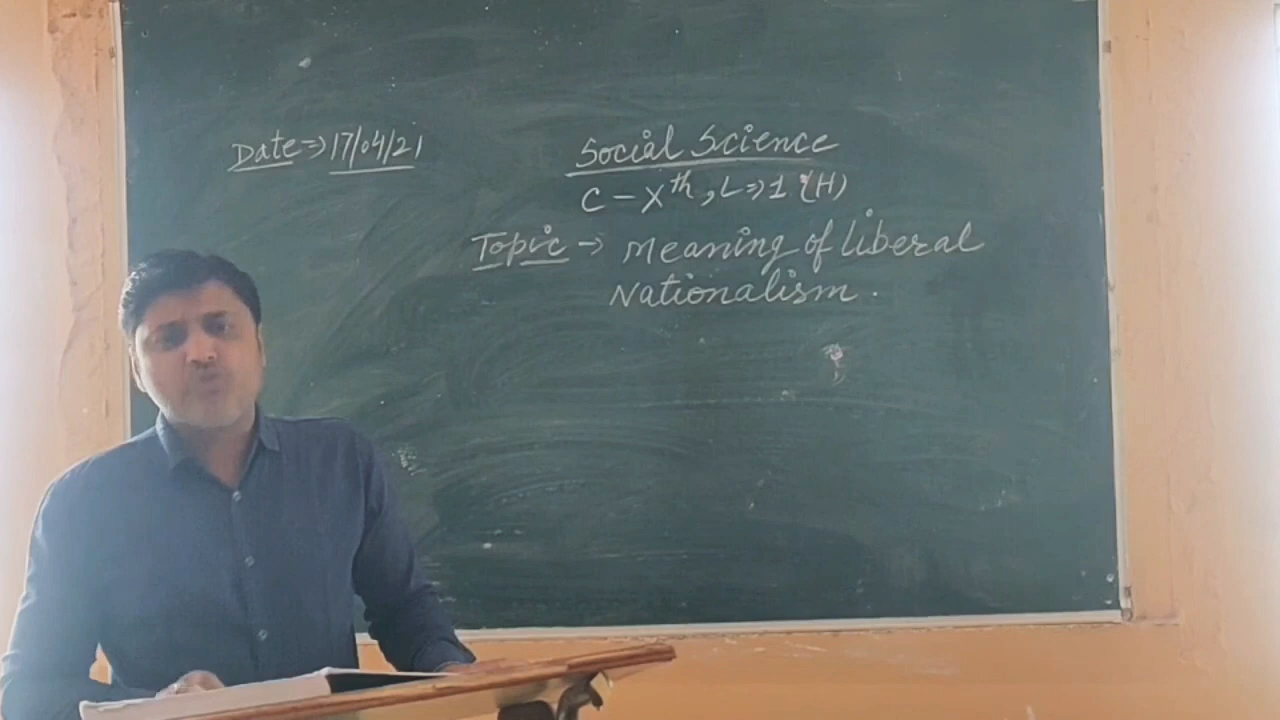 Date⇒17/04/21
Social Science
C-Xth, L⇒1 (H)
Topic → Meaning of liberal
Nationalism.